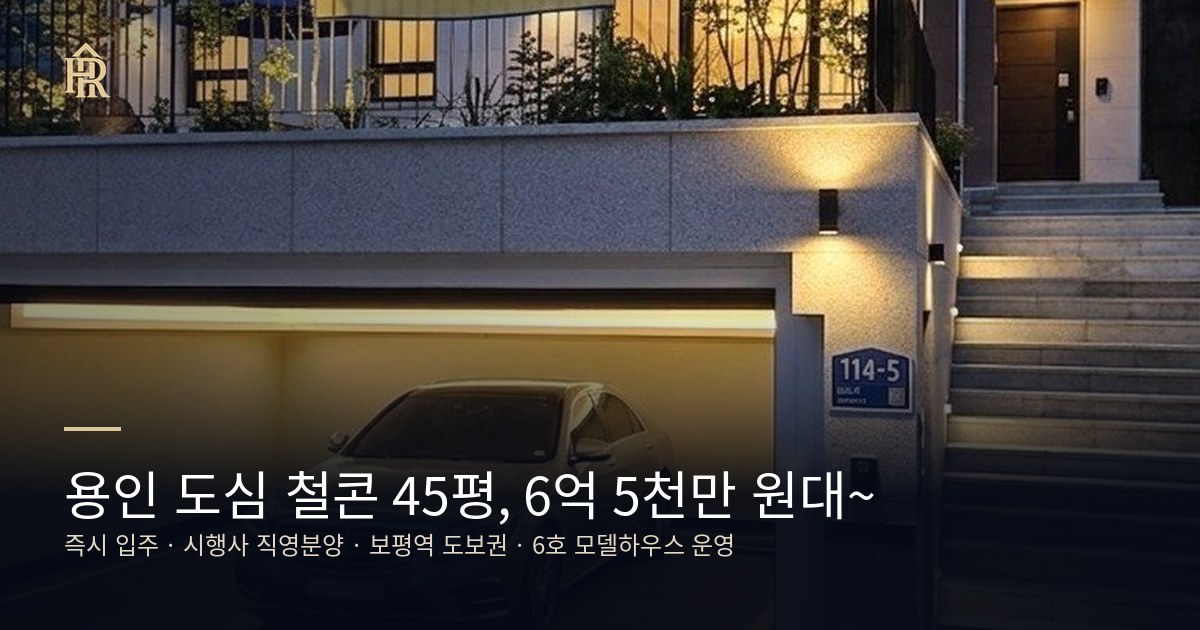 HR
114-5
용인 도심 철콘 45평, 6억 5천만 원대~
즉시 입주 · 시행사 직영분양 · 보평역 도보권 · 6호 모델하우스 운영